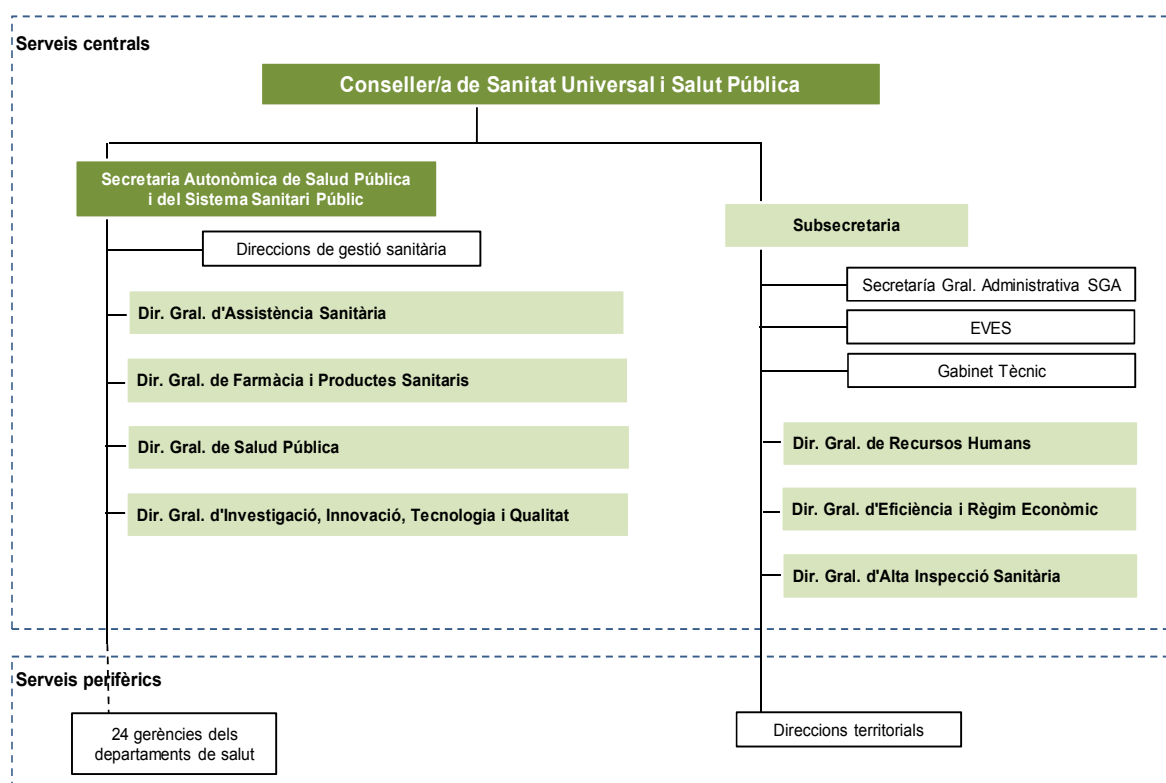 Serveis centrals
Conseller/a de Sanitat Universal i Salut Pública
Secretaria Autonòmica de Salud Pública
i del Sistema Sanitari Públic
Direccions de gestió sanitària
Dir. Gral. d'Assistència Sanitària
Dir. Gral. de Farmàcia i Productes Sanitaris
Dir. Gral. de Salud Pública
Dir. Gral. d'Investigació, Innovació, Tecnologia i Qualitat
Subsecretaria
Secretaría Gral. Administrativa SGA
EVES
Gabinet Tècnic
Dir. Gral. de Recursos Humans
Dir. Gral. d'Eficiència i Règim Econòmic
Dir. Gral. d'Alta Inspecció Sanitària
Serveis perifèrics
24 gerències dels
departaments de salut
Direccions territorials